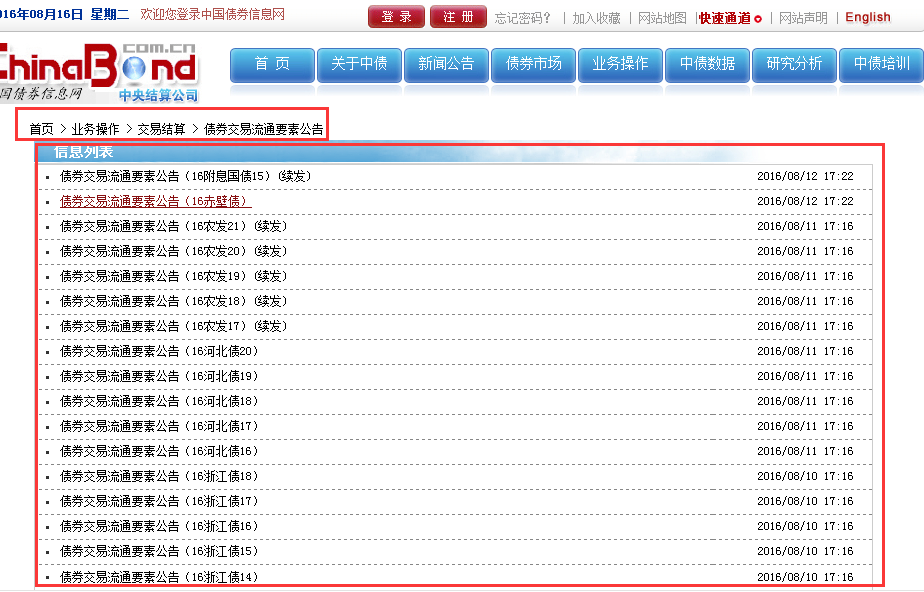 016年08月16日 星期二 欢迎您登录中国债券信息网 登 录 注 册 忘记密码? | 加入收藏 | 网站地图 |快速通道 | 网站声明 | English
ChinaBond .com.cn
国债券信息网 中央结算公司
首 页 关于中债 新闻公告 债券市场 业务操作 中债数据 研究分析 中债培训
首页 > 业务操作 > 交易结算 > 债券交易流通要素公告
信息列表
债券交易流通要素公告（16附息国债15）(续发) 2016/08/12 17:22
债券交易流通要素公告（16赤壁债） 2016/08/12 17:22
债券交易流通要素公告（16农发21）(续发) 2016/08/11 17:16
债券交易流通要素公告（16农发20）(续发) 2016/08/11 17:16
债券交易流通要素公告（16农发19）(续发) 2016/08/11 17:16
债券交易流通要素公告（16农发18）(续发) 2016/08/11 17:16
债券交易流通要素公告（16农发17）(续发) 2016/08/11 17:16
债券交易流通要素公告（16河北债20） 2016/08/11 17:16
债券交易流通要素公告（16河北债19） 2016/08/11 17:16
债券交易流通要素公告（16河北债18） 2016/08/11 17:16
债券交易流通要素公告（16河北债17） 2016/08/11 17:16
债券交易流通要素公告（16河北债16） 2016/08/11 17:16
债券交易流通要素公告（16浙江债18） 2016/08/10 17:16
债券交易流通要素公告（16浙江债17） 2016/08/10 17:16
债券交易流通要素公告（16浙江债16） 2016/08/10 17:16
债券交易流通要素公告（16浙江债15） 2016/08/10 17:16
债券交易流通要素公告（16浙江债14） 2016/08/10 17:16